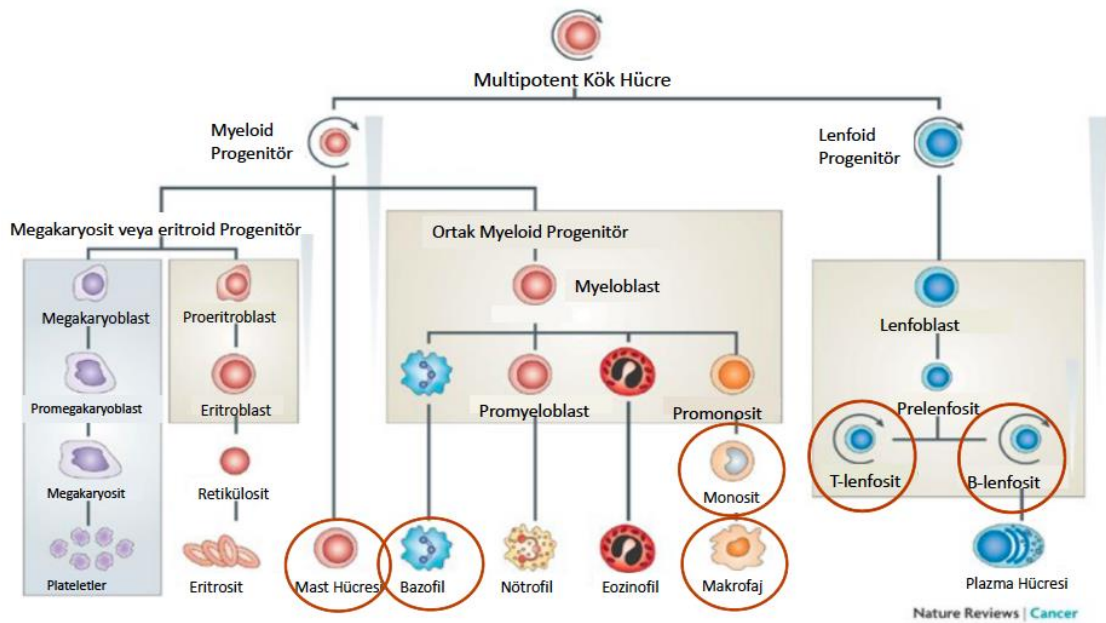 Multipotent Kök Hücre
Myeloid
Progenitör
Lenfoid
Progenitör
Megakaryosit veya eritroid Progenitör
Ortak Myeloid Progenitör
Megakaryoblast
Proeritroblast
Myeloblast
Lenfoblast
Promegakaryoblast
Eritroblast
Promyeloblast
Promonosit
Prelenfosit
Megakaryosit
Retikülosit
Monosit
T-lenfosit
B-lenfosit
Plateletler
Eritrosit
Mast Hücresi
Bazofil
Nötrofil
Eozinofil
Makrofaj
Plazma Hücresi
Nature Reviews | Cancer